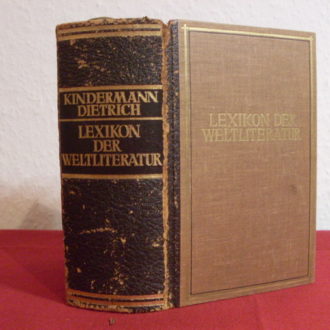 KINDERMANN
DIETRICH
LEXIKON
DER
WELTLITERATUR
LEXIKON DER
WELTLITERATUR